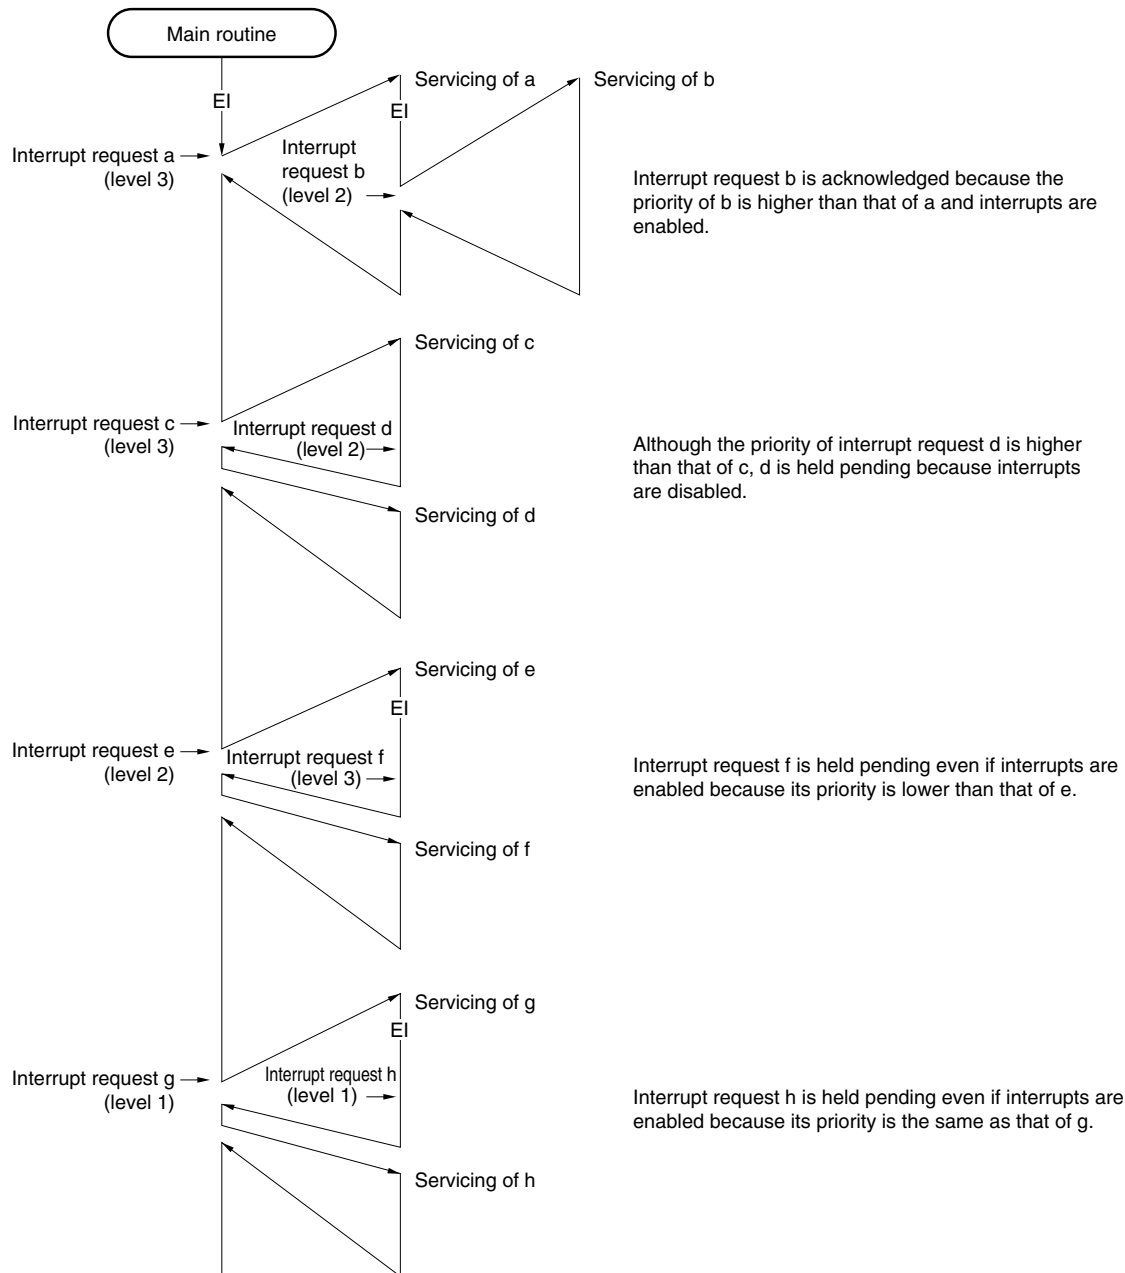 Main routine
EI
Servicing of a
EI
Servicing of b
Interrupt request a
(level 3)
Interrupt
request b
(level 2)
Interrupt request b is acknowledged because the
priority of b is higher than that of a and interrupts are
enabled.
Servicing of c
Interrupt request c
(level 3)
Interrupt request d
(level 2)
Although the priority of interrupt request d is higher
than that of c, d is held pending because interrupts
are disabled.
Servicing of d
Servicing of e
EI
Interrupt request e
(level 2)
Interrupt request f
(level 3)
Interrupt request f is held pending even if interrupts are
enabled because its priority is lower than that of e.
Servicing of f
Servicing of g
EI
Interrupt request g
(level 1)
Interrupt request h
(level 1)
Interrupt request h is held pending even if interrupts are
enabled because its priority is the same as that of g.
Servicing of h